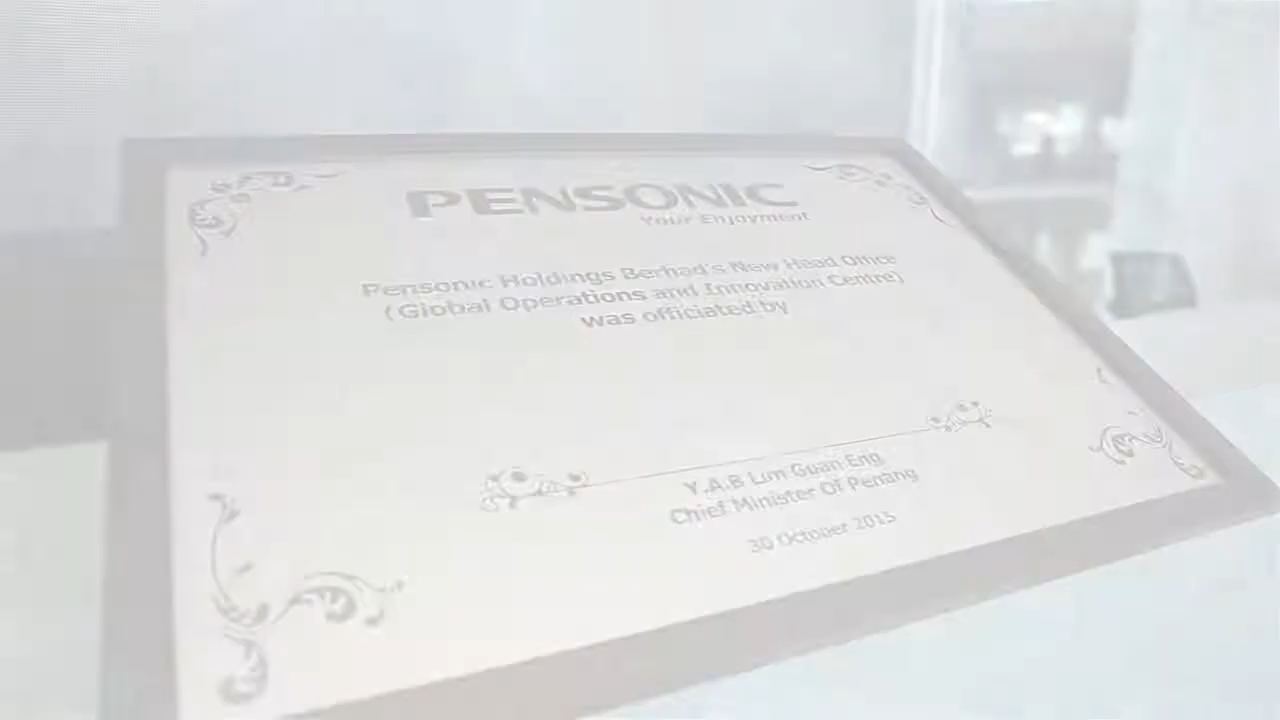 PENSONIC
Your Enjoyment
Pensonic Holdings Berhad's New Head Office
(Global Operations and Innovation Centre)
was officiated by
Y.A.B Lim Guan Eng
Chief Minister Of Penang
30 October 2015